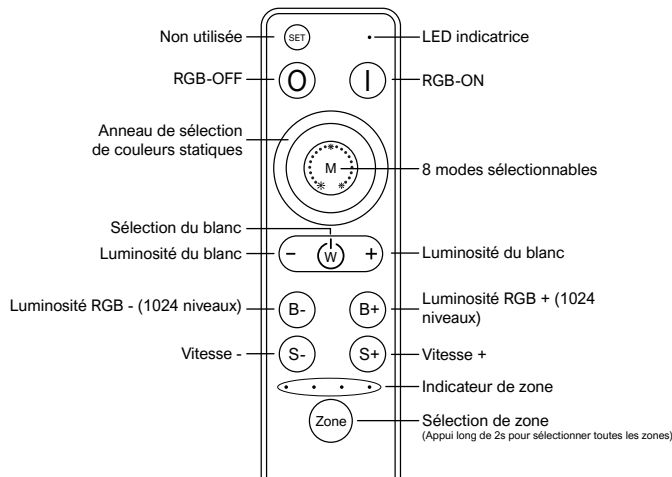 Non utilisée
SET
LED indicatrice
RGB-OFF
O
I
RGB-ON
Anneau de sélection
de couleurs statiques
M
8 modes sélectionnables
Sélection du blanc
Luminosité du blanc
-
W
+
Luminosité du blanc
Luminosité RGB - (1024 niveaux)
B-
B+
Luminosité RGB + (1024
niveaux)
Vitesse -
S-
S+
Vitesse +
Indicateur de zone
Zone
Sélection de zone
(Appui long de 2s pour sélectionner toutes les zones)